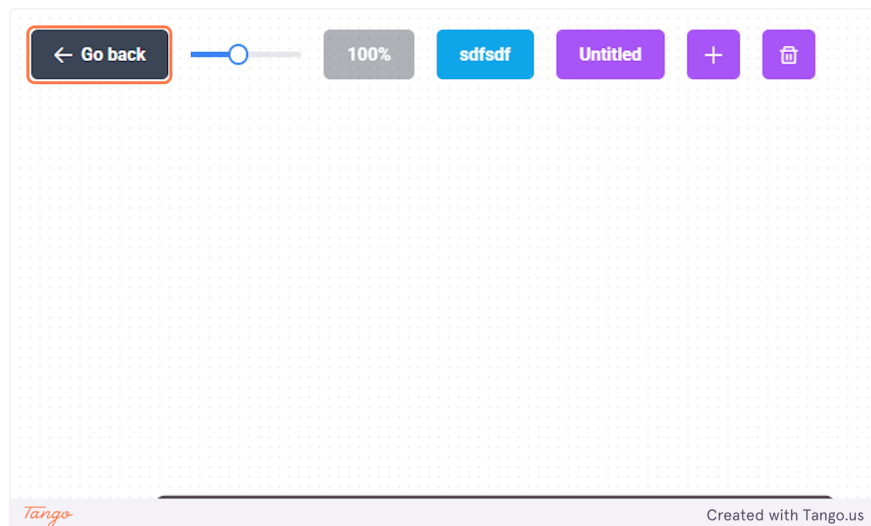 ← Go back 100% sdfsdf Untitled +
Tango Created with Tango.us